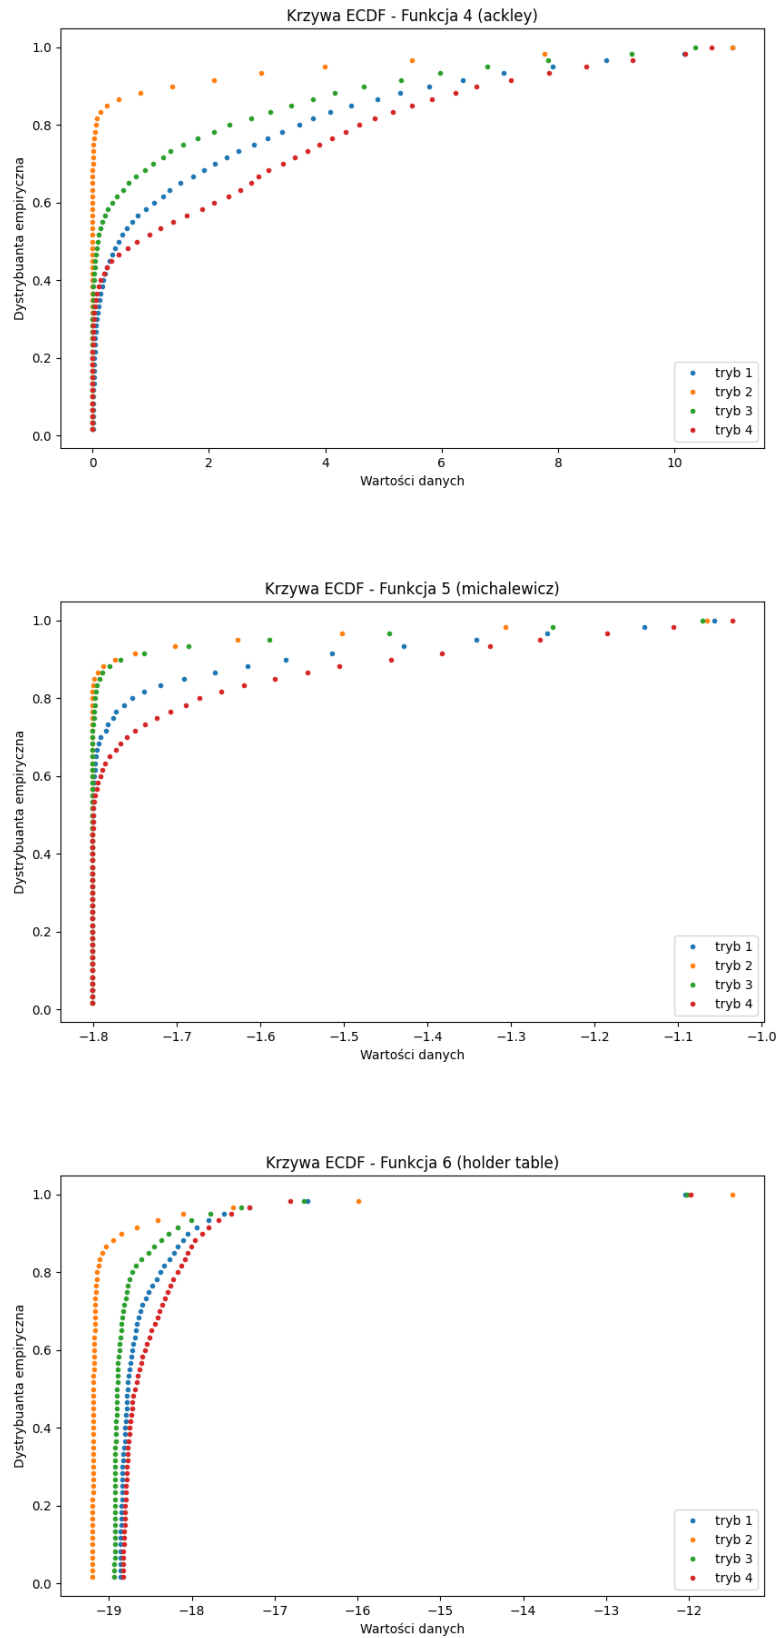 Krzywa ECDF - Funkcja 4 (ackley)
1.0
0.8
0.6
0.4
0.2
0.0
Dystrybuanta empiryczna
tryb 1
tryb 2
tryb 3
tryb 4
0 2 4 6 8 10
Wartości danych
Krzywa ECDF - Funkcja 5 (michalewicz)
1.0
0.8
0.6
0.4
0.2
0.0
Dystrybuanta empiryczna
tryb 1
tryb 2
tryb 3
tryb 4
−1.8 −1.7 −1.6 −1.5 −1.4 −1.3 −1.2 −1.1 −1.0
Wartości danych
Krzywa ECDF - Funkcja 6 (holder table)
1.0
0.8
0.6
0.4
0.2
0.0
Dystrybuanta empiryczna
tryb 1
tryb 2
tryb 3
tryb 4
−19 −18 −17 −16 −15 −14 −13 −12
Wartości danych